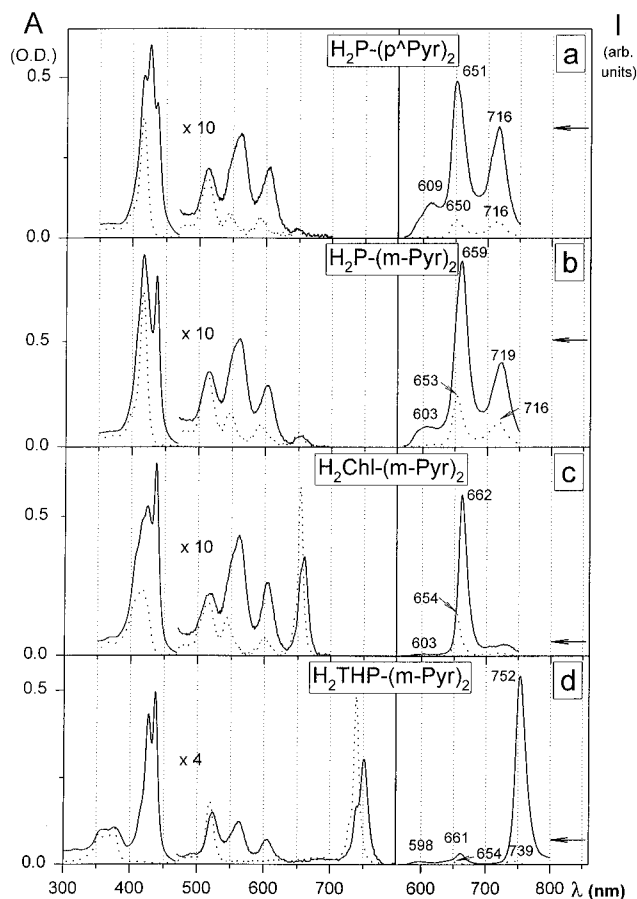 A
(O.D.)
I
(arb.
units)
H₂P-(p^Pyr)₂
a
0.5
x 10
651
716
609
650
716
0.0
H₂P-(m-Pyr)₂
b
659
0.5
x 10
653
719
603
716
0.0
H₂Chl-(m-Pyr)₂
c
662
0.5
x 10
654
603
0.0
H₂THP-(m-Pyr)₂
d
752
0.5
x 4
598
661
654
739
0.0
300 400 500 600 700 600 700 800 λ (nm)